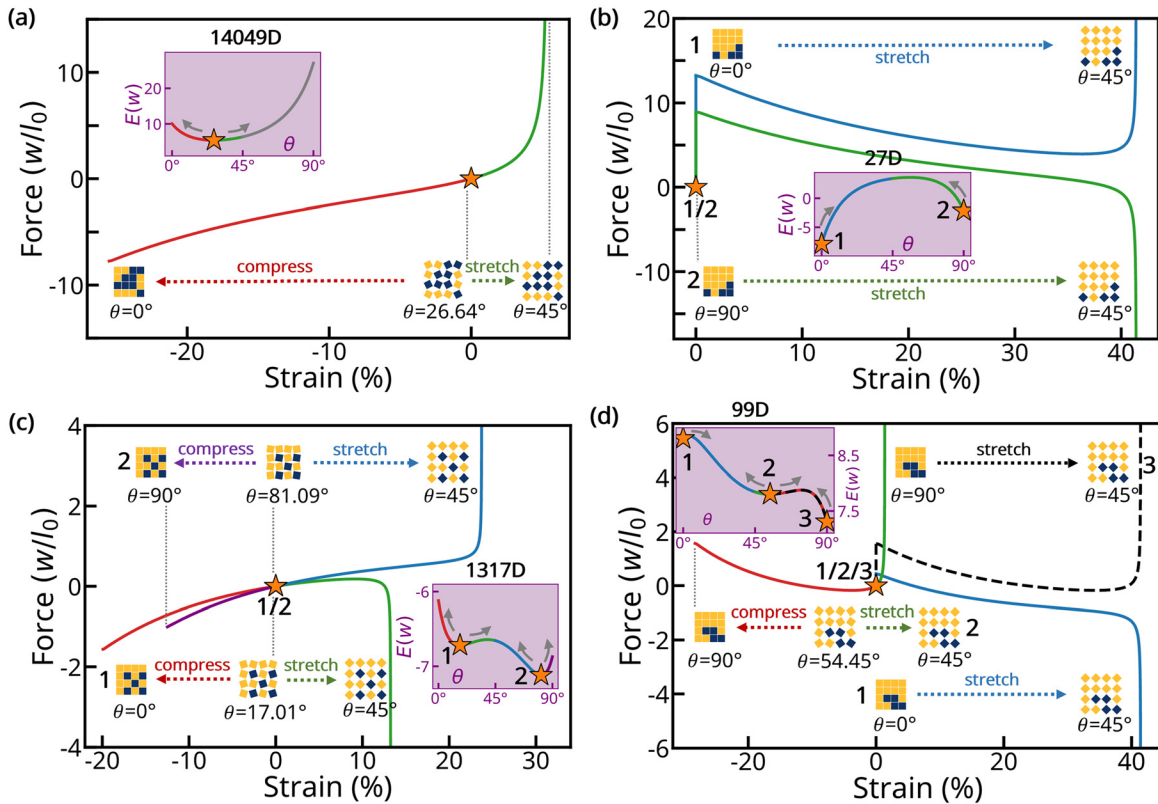 (a)
14049D
E(w)
20
10
θ
0° 45° 90°
Force (w/l0)
10
0
-10
compress
stretch
θ=0°
θ=26.64°
θ=45°
-20 -10 0
Strain (%)
(b)
20
10
0
-10
Force (w/l0)
1
θ=0°
stretch
θ=45°
1/2
27D
E(w)
0
-5
1
2
θ
0° 45° 90°
2
θ=90°
stretch
θ=45°
0 10 20 30 40
Strain (%)
(c)
4
2
0
-2
-4
Force (w/l0)
2
compress
stretch
θ=90°
θ=81.09°
θ=45°
1/2
1317D
E(w)
-6
-7
1
2
θ
0° 45° 90°
1
compress
stretch
θ=0°
θ=17.01°
θ=45°
-20 -10 0 10 20 30
Strain (%)
(d)
99D
6
4
2
0
-2
-4
-6
Force (w/l0)
1
2
3
8.5
7.5
E(w)
θ
0° 45° 90°
stretch
3
θ=90°
θ=45°
1/2/3
compress
stretch
2
θ=90°
θ=54.45°
θ=45°
1
stretch
θ=0°
θ=45°
-20 0 20 40
Strain (%)